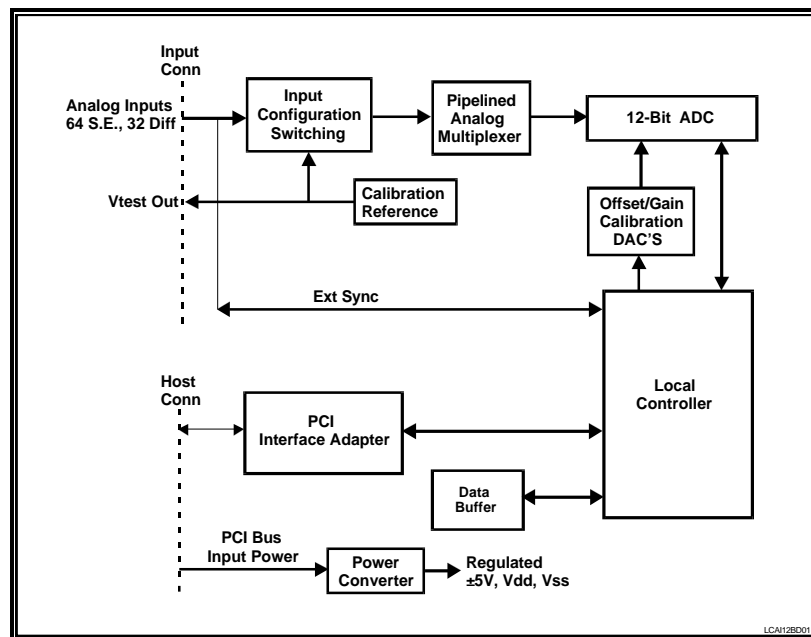 Input
Conn
Analog Inputs
64 S.E., 32 Diff
Input
Configuration
Switching
Pipelined
Analog
Multiplexer
12-Bit ADC
Vtest Out
Calibration
Reference
Offset/Gain
Calibration
DAC'S
Ext Sync
Host
Conn
PCI
Interface Adapter
Local
Controller
Data
Buffer
PCI Bus
Input Power
Power
Converter
Regulated
±5V, Vdd, Vss
LCAI12BD01